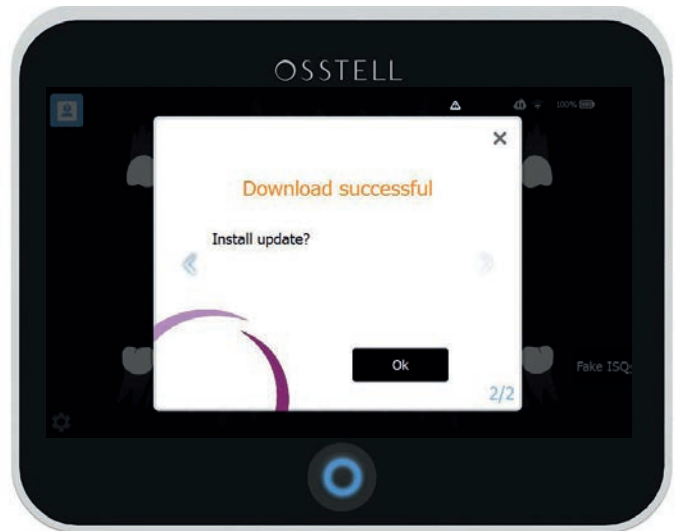 OSSTELL
100%
Download successful
Install update?
Ok
Fake ISQ
2/2